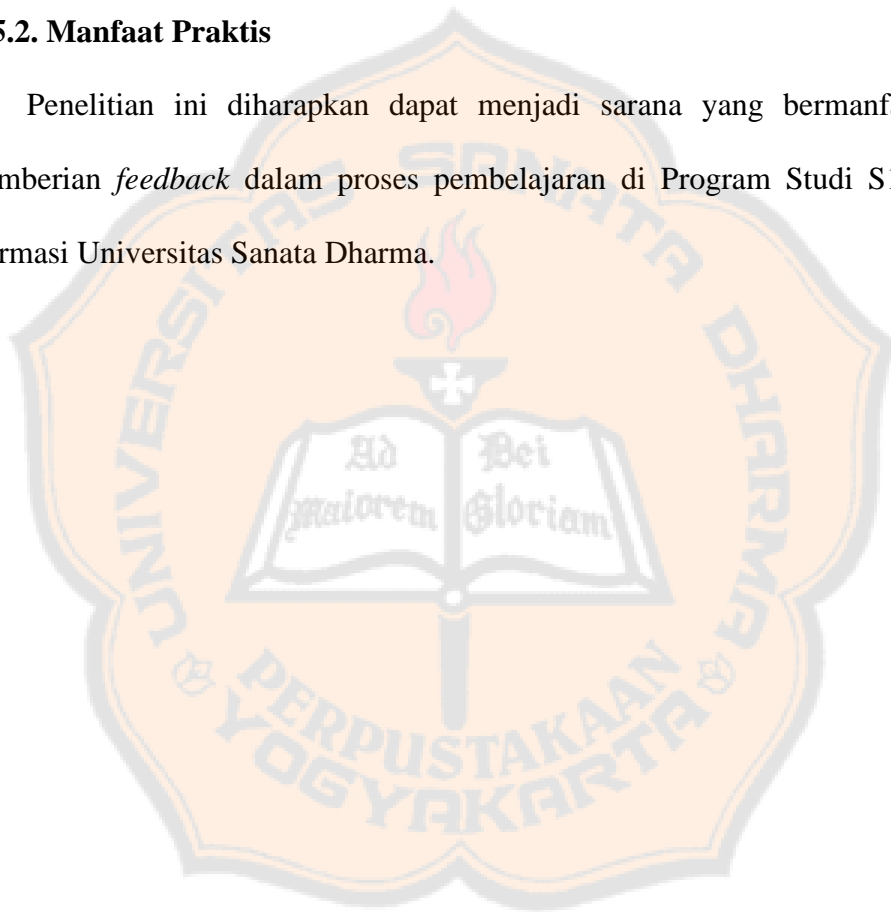 5.2. Manfaat Praktis
Penelitian ini diharapkan dapat menjadi sarana yang bermanfa
mberian feedback dalam proses pembelajaran di Program Studi S1
rmasi Universitas Sanata Dharma.
UNIVERSITAS SANATA DHARMA
Ad Dei
Maiorem Gloriam
PERPUSTAKAAN
YOGYAKARTA